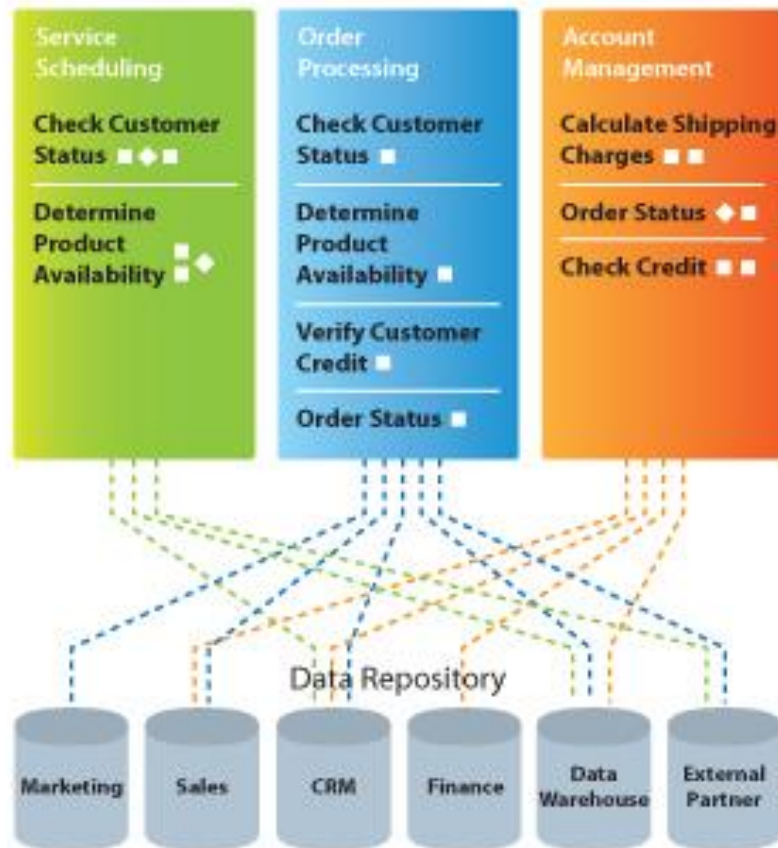 Service
Scheduling
Check Customer
Status
Determine
Product
Availability
Order
Processing
Check Customer
Status
Determine
Product
Availability
Verify Customer
Credit
Order Status
Account
Management
Calculate Shipping
Charges
Order Status
Check Credit
Data Repository
Marketing
Sales
CRM
Finance
Data
Warehouse
External
Partner